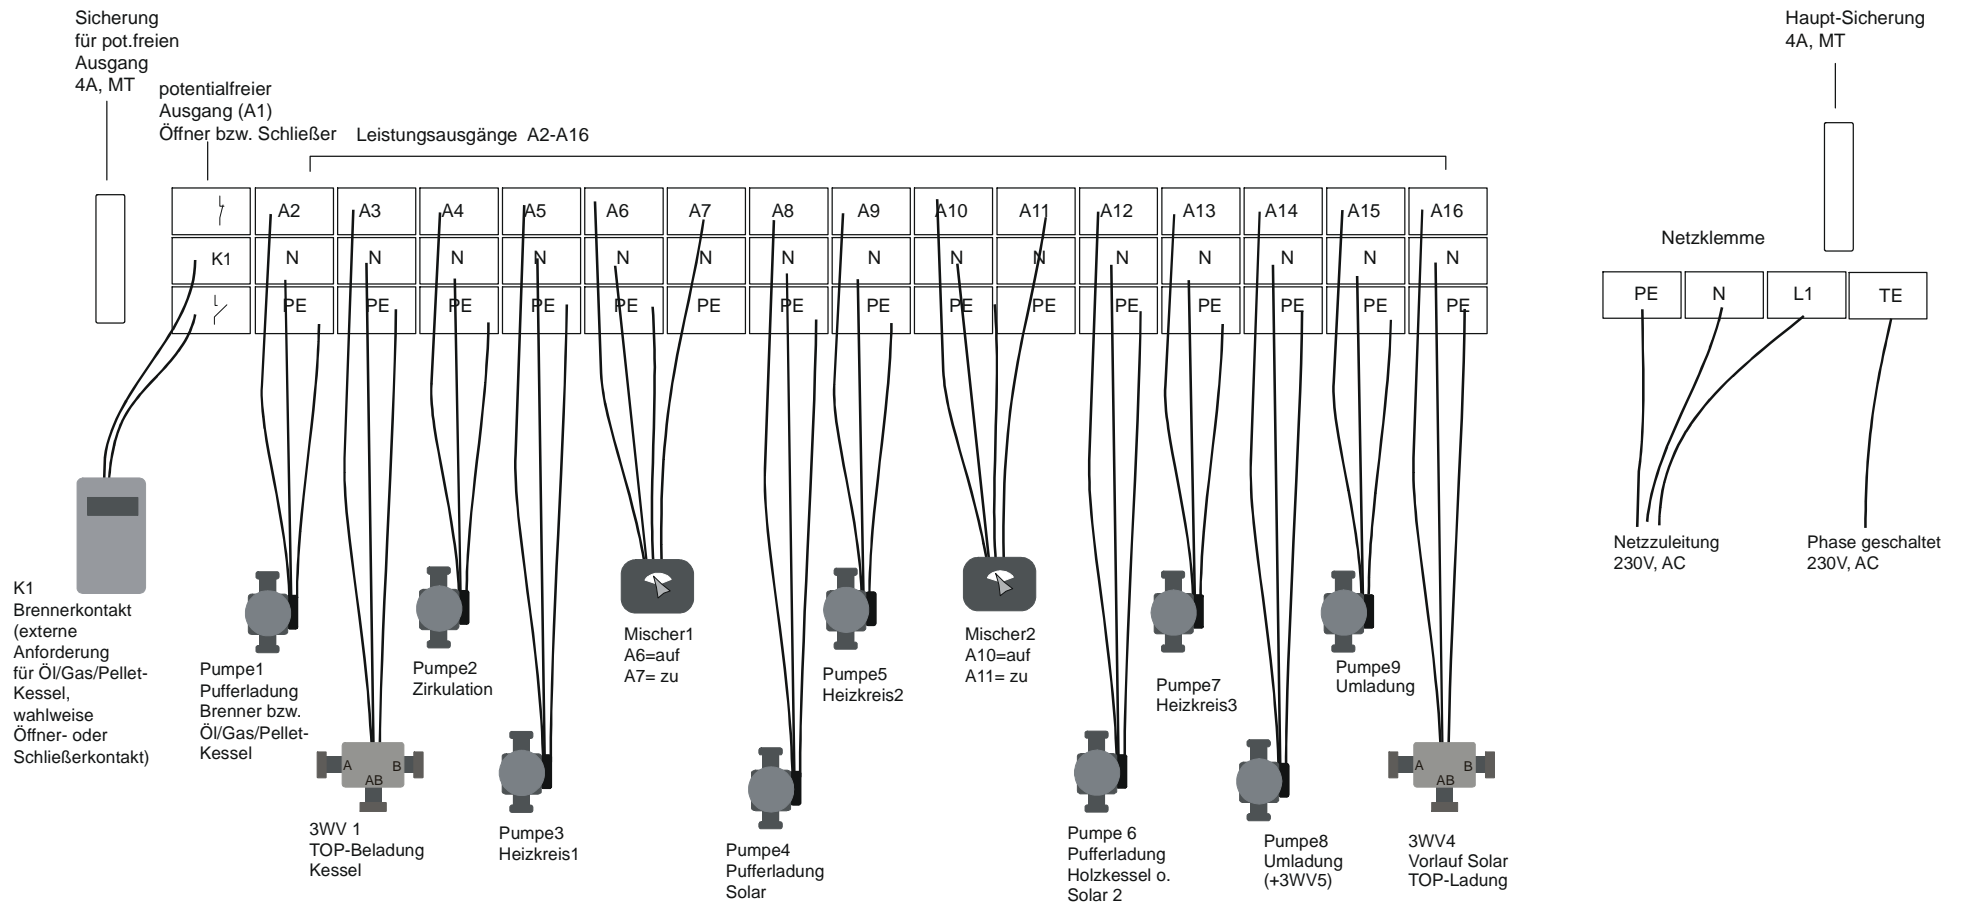 Sicherung
für pot.freien
Ausgang
4A, MT
potentialfreier
Ausgang (A1)
Öffner bzw. Schließer
Leistungsausgänge A2-A16
Haupt-Sicherung
4A, MT
A2 A3 A4 A5 A6 A7 A8 A9 A10 A11 A12 A13 A14 A15 A16
K1 N N N N N N N N N N N N N N N
PE PE PE PE PE PE PE PE PE PE PE PE PE PE PE
Netzklemme
PE N L1 TE
Netzzuleitung
230V, AC
Phase geschaltet
230V, AC
K1
Brennerkontakt
(externe
Anforderung
für Öl/Gas/Pellet-
Kessel,
wahlweise
Öffner- oder
Schließerkontakt)
Pumpe1
Pufferladung
Brenner bzw.
Öl/Gas/Pellet-
Kessel
A B
AB
3WV 1
TOP-Beladung
Kessel
Pumpe2
Zirkulation
Pumpe3
Heizkreis1
Mischer1
A6=auf
A7= zu
Pumpe4
Pufferladung
Solar
Pumpe5
Heizkreis2
Mischer2
A10=auf
A11= zu
Pumpe 6
Pufferladung
Holzkessel o.
Solar 2
Pumpe7
Heizkreis3
Pumpe8
Umladung
(+3WV5)
Pumpe9
Umladung
A B
AB
3WV4
Vorlauf Solar
TOP-Ladung